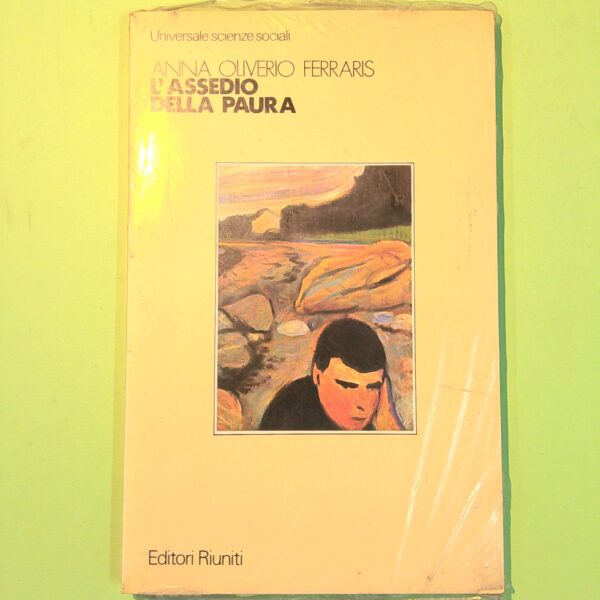 Universale scienze sociali
ANNA OLIVERIO FERRARIS
L'ASSEDIO
DELLA PAURA
Editori Riuniti